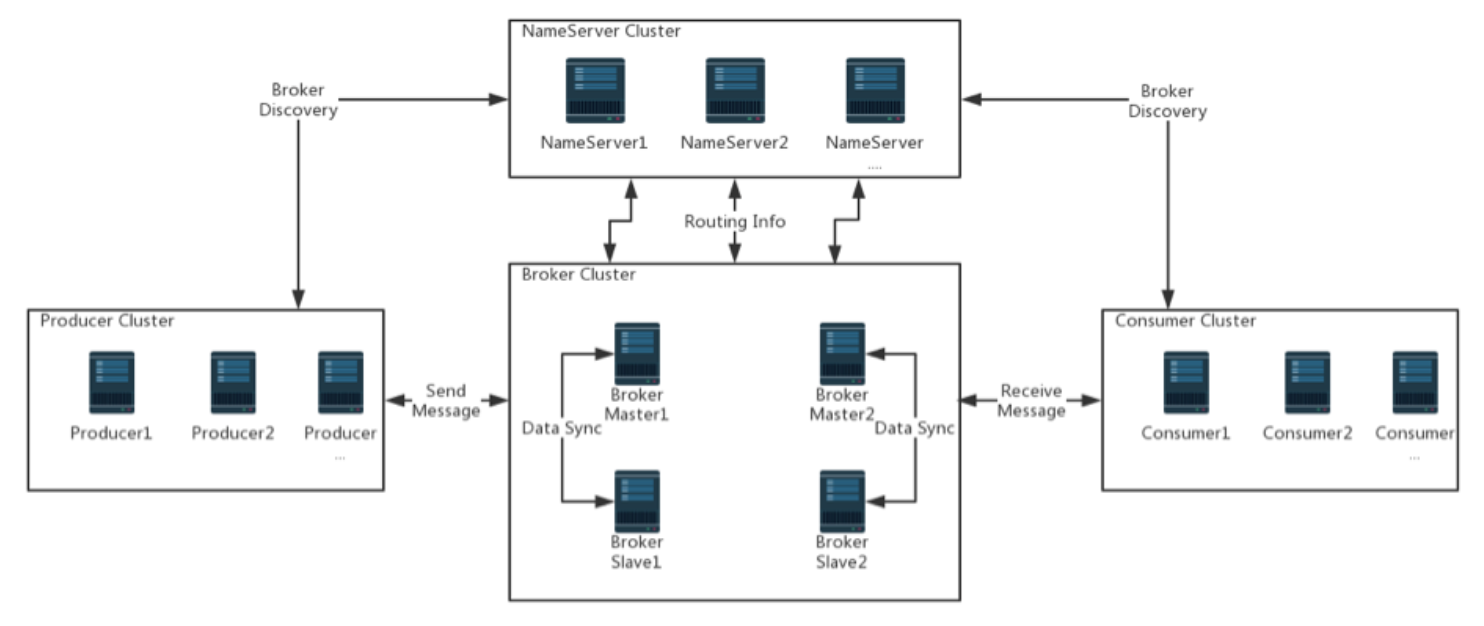 NameServer Cluster
NameServer1
NameServer2
NameServer
....
Broker
Discovery
Broker
Discovery
Routing Info
Producer Cluster
Producer1
Producer2
Producer
...
Send
Message
Broker Cluster
Broker
Master1
Broker
Master2
Data Sync
Data Sync
Broker
Slave1
Broker
Slave2
Receive
Message
Consumer Cluster
Consumer1
Consumer2
Consumer
...